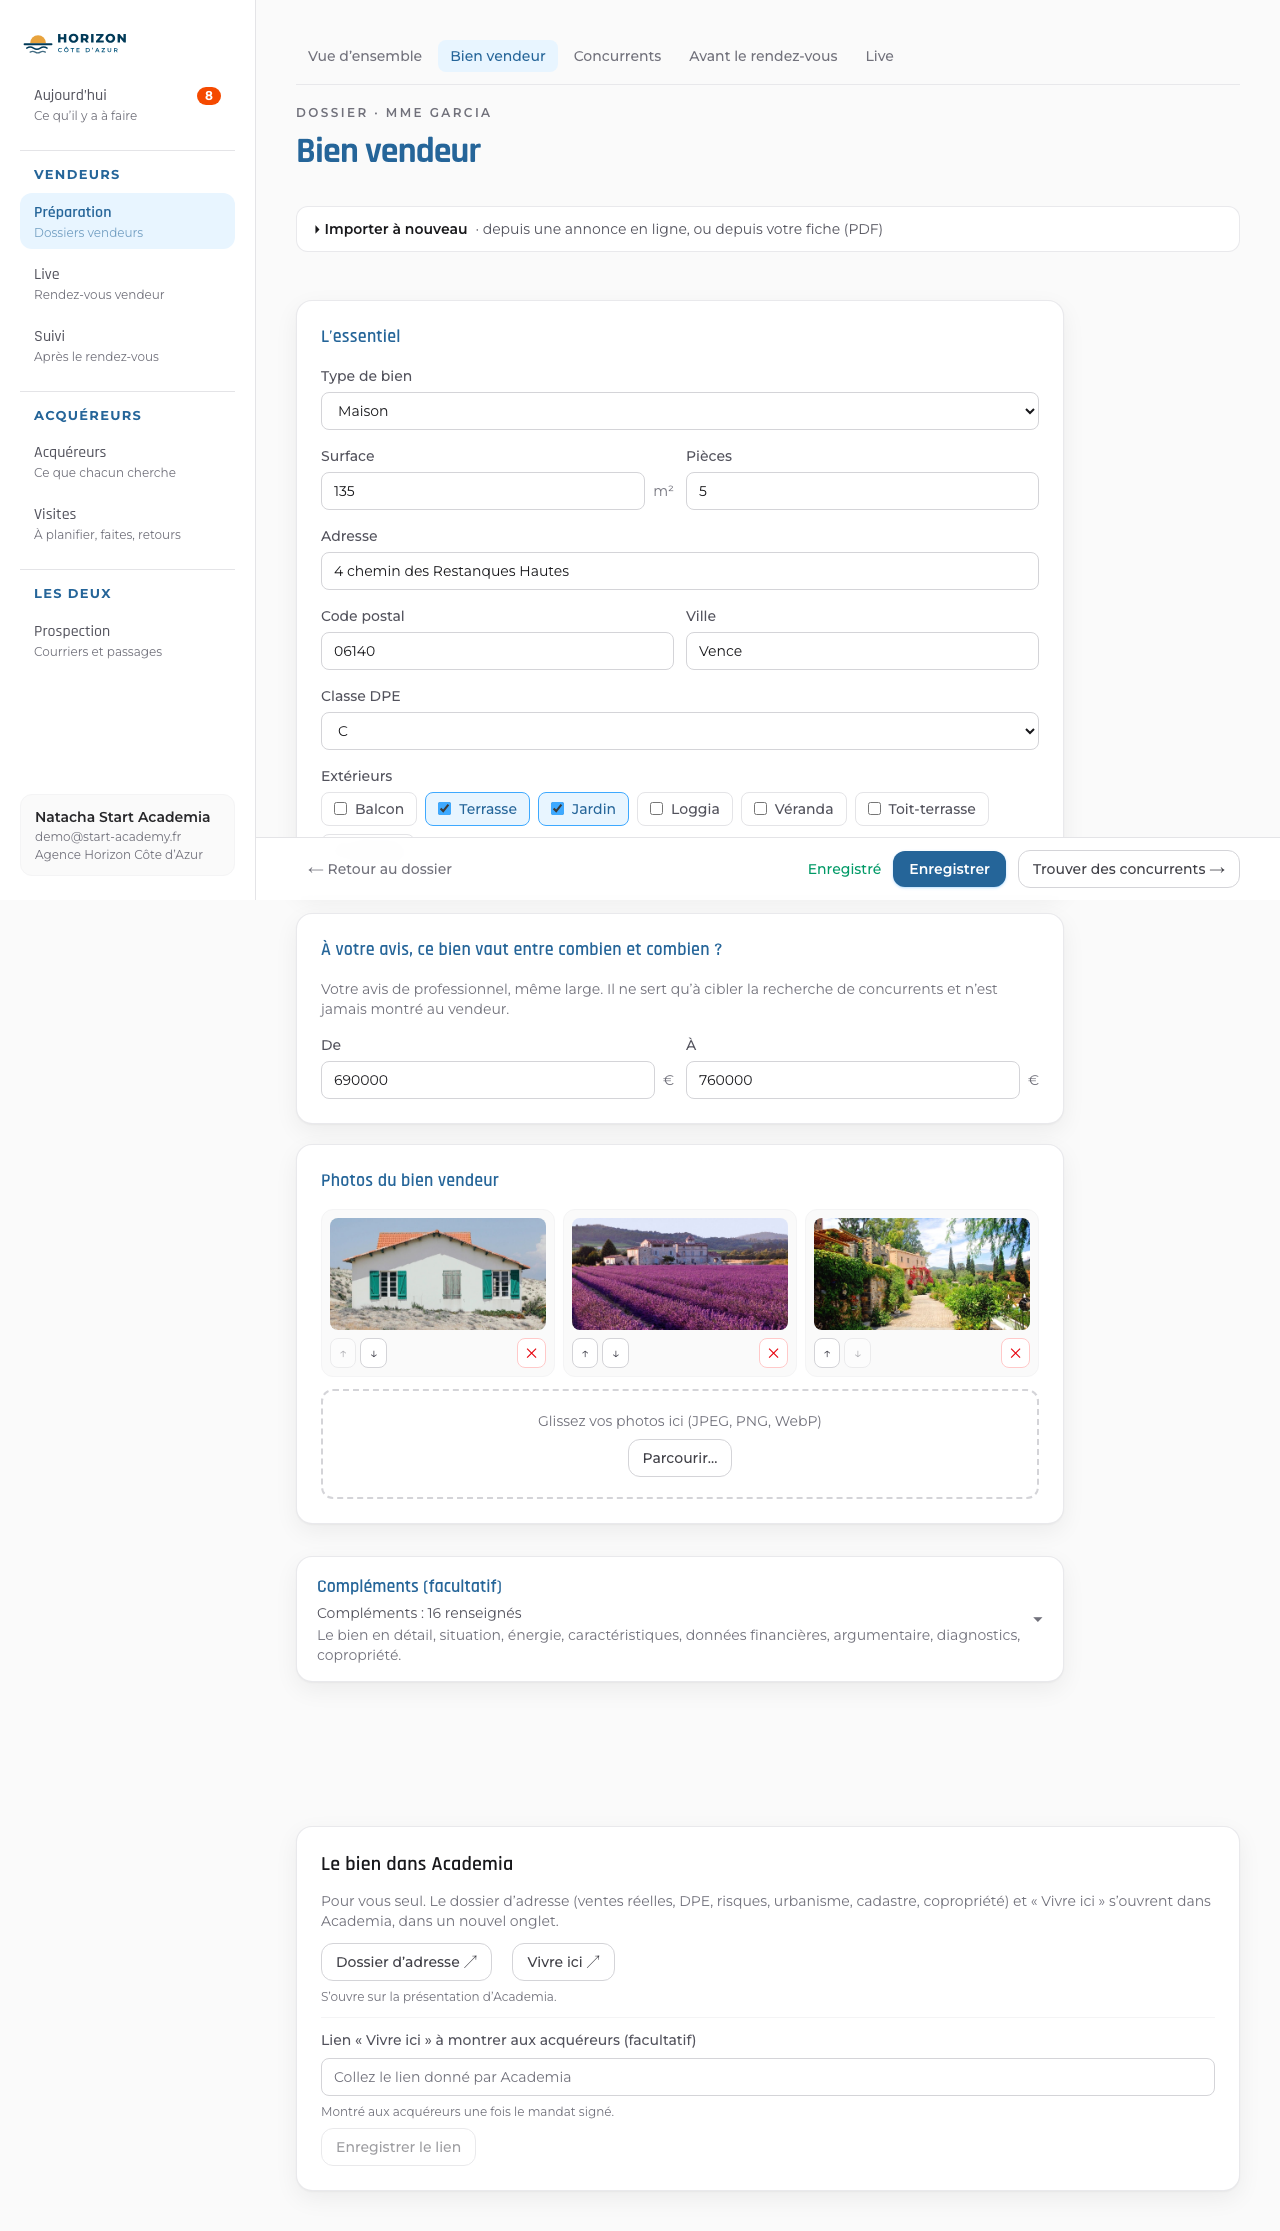 HORIZON
CÔTE D'AZUR
Aujourd'hui
8
Ce qu'il y a à faire
VENDEURS
Préparation
Dossiers vendeurs
Live
Rendez-vous vendeur
Suivi
Après le rendez-vous
ACQUÉREURS
Acquéreurs
Ce que chacun cherche
Visites
À planifier, faites, retours
LES DEUX
Prospection
Courriers et passages
Natacha Start Academia
demo@start-academy.fr
Agence Horizon Côte d'Azur
Vue d'ensemble
Bien vendeur
Concurrents
Avant le rendez-vous
Live
DOSSIER · MME GARCIA
Bien vendeur
Importer à nouveau · depuis une annonce en ligne, ou depuis votre fiche (PDF)
L'essentiel
Type de bien
Maison
Surface
Pièces
135
m²
5
Adresse
4 chemin des Restanques Hautes
Code postal
Ville
06140
Vence
Classe DPE
C
Extérieurs
Balcon
Terrasse
Jardin
Loggia
Véranda
Toit-terrasse
← Retour au dossier
Enregistré
Enregistrer
Trouver des concurrents →
À votre avis, ce bien vaut entre combien et combien ?
Votre avis de professionnel, même large. Il ne sert qu'à cibler la recherche de concurrents et n'est
jamais montré au vendeur.
De
À
690000
€
760000
€
Photos du bien vendeur
↑
↓
×
↑
↓
×
↑
↓
×
Glissez vos photos ici (JPEG, PNG, WebP)
Parcourir...
Compléments (facultatif)
Compléments : 16 renseignés
Le bien en détail, situation, énergie, caractéristiques, données financières, argumentaire, diagnostics,
copropriété.
Le bien dans Academia
Pour vous seul. Le dossier d'adresse (ventes réelles, DPE, risques, urbanisme, cadastre, copropriété) et « Vivre ici » s'ouvrent dans
Academia, dans un nouvel onglet.
Dossier d'adresse ↗
Vivre ici ↗
S'ouvre sur la présentation d'Academia.
Lien « Vivre ici » à montrer aux acquéreurs (facultatif)
Collez le lien donné par Academia
Montré aux acquéreurs une fois le mandat signé.
Enregistrer le lien